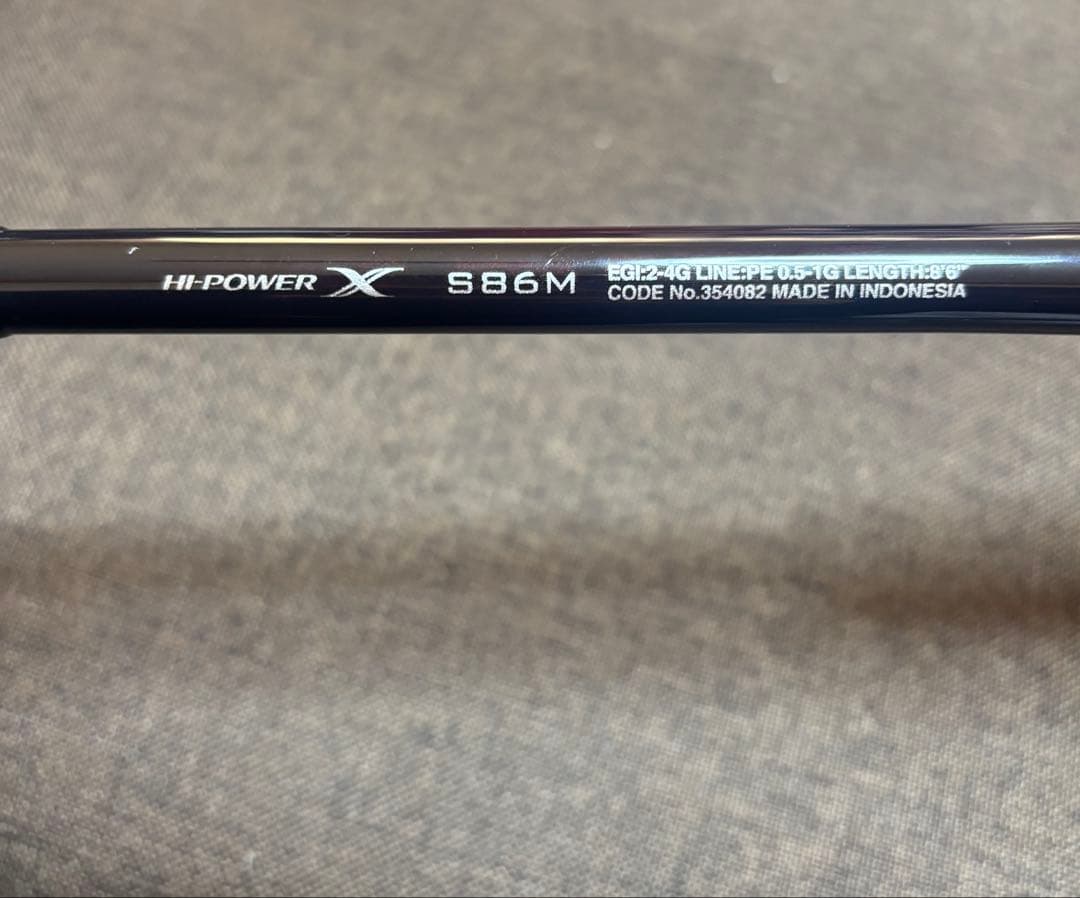 HI-POWER X S86M
EGI:2-4G LINE:PE 0.5-1G LENGTH:8'6"
CODE No.354082 MADE IN INDONESIA